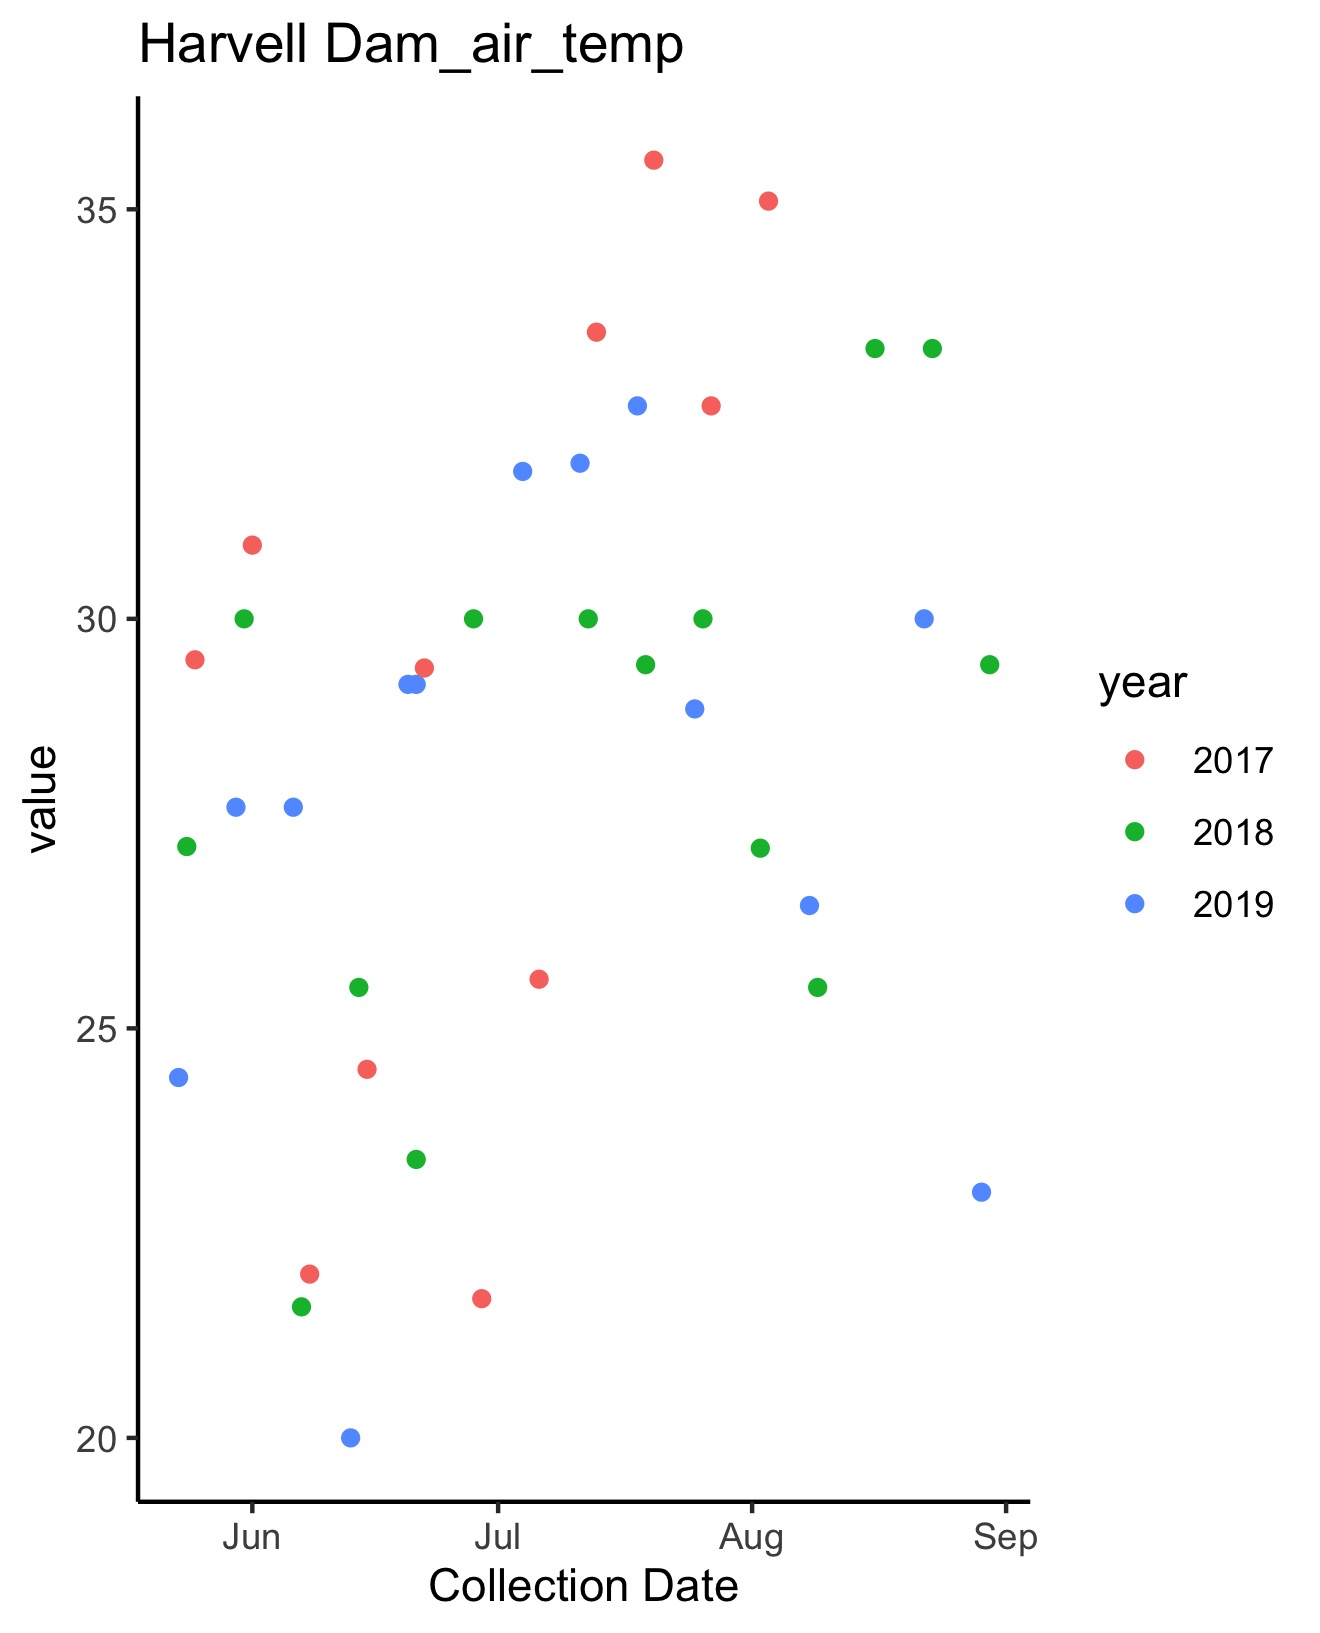 Harvell Dam_air_temp
35
30
25
20
value
Jun
Jul
Aug
Sep
Collection Date
year
2017
2018
2019